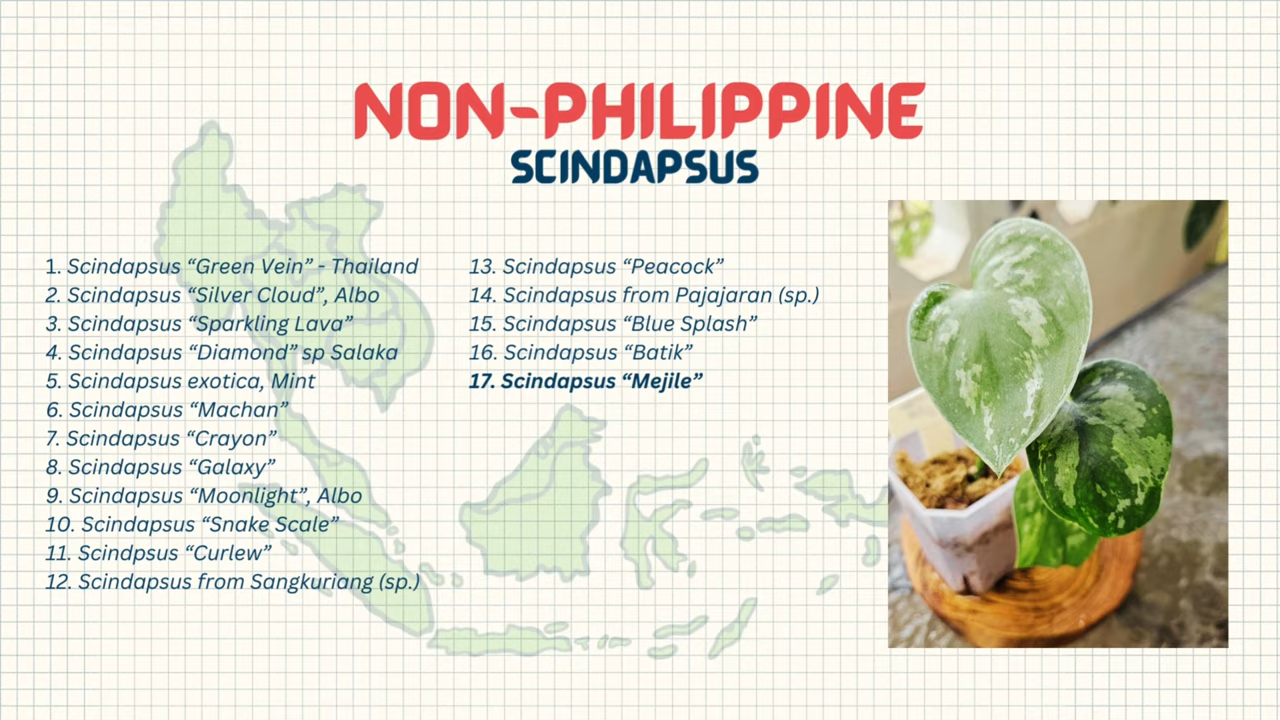 NON-PHILIPPINE
SCINDAPSUS
1. Scindapsus “Green Vein” - Thailand
2. Scindapsus “Silver Cloud”, Albo
3. Scindapsus “Sparkling Lava”
4. Scindapsus “Diamond” sp Salaka
5. Scindapsus exotica, Mint
6. Scindapsus “Machan”
7. Scindapsus “Crayon”
8. Scindapsus “Galaxy”
9. Scindapsus “Moonlight”, Albo
10. Scindapsus “Snake Scale”
11. Scindpsus “Curlew”
12. Scindapsus from Sangkuriang (sp.)
13. Scindapsus “Peacock”
14. Scindapsus from Pajajaran (sp.)
15. Scindapsus “Blue Splash”
16. Scindapsus “Batik”
17. Scindapsus “Mejile”